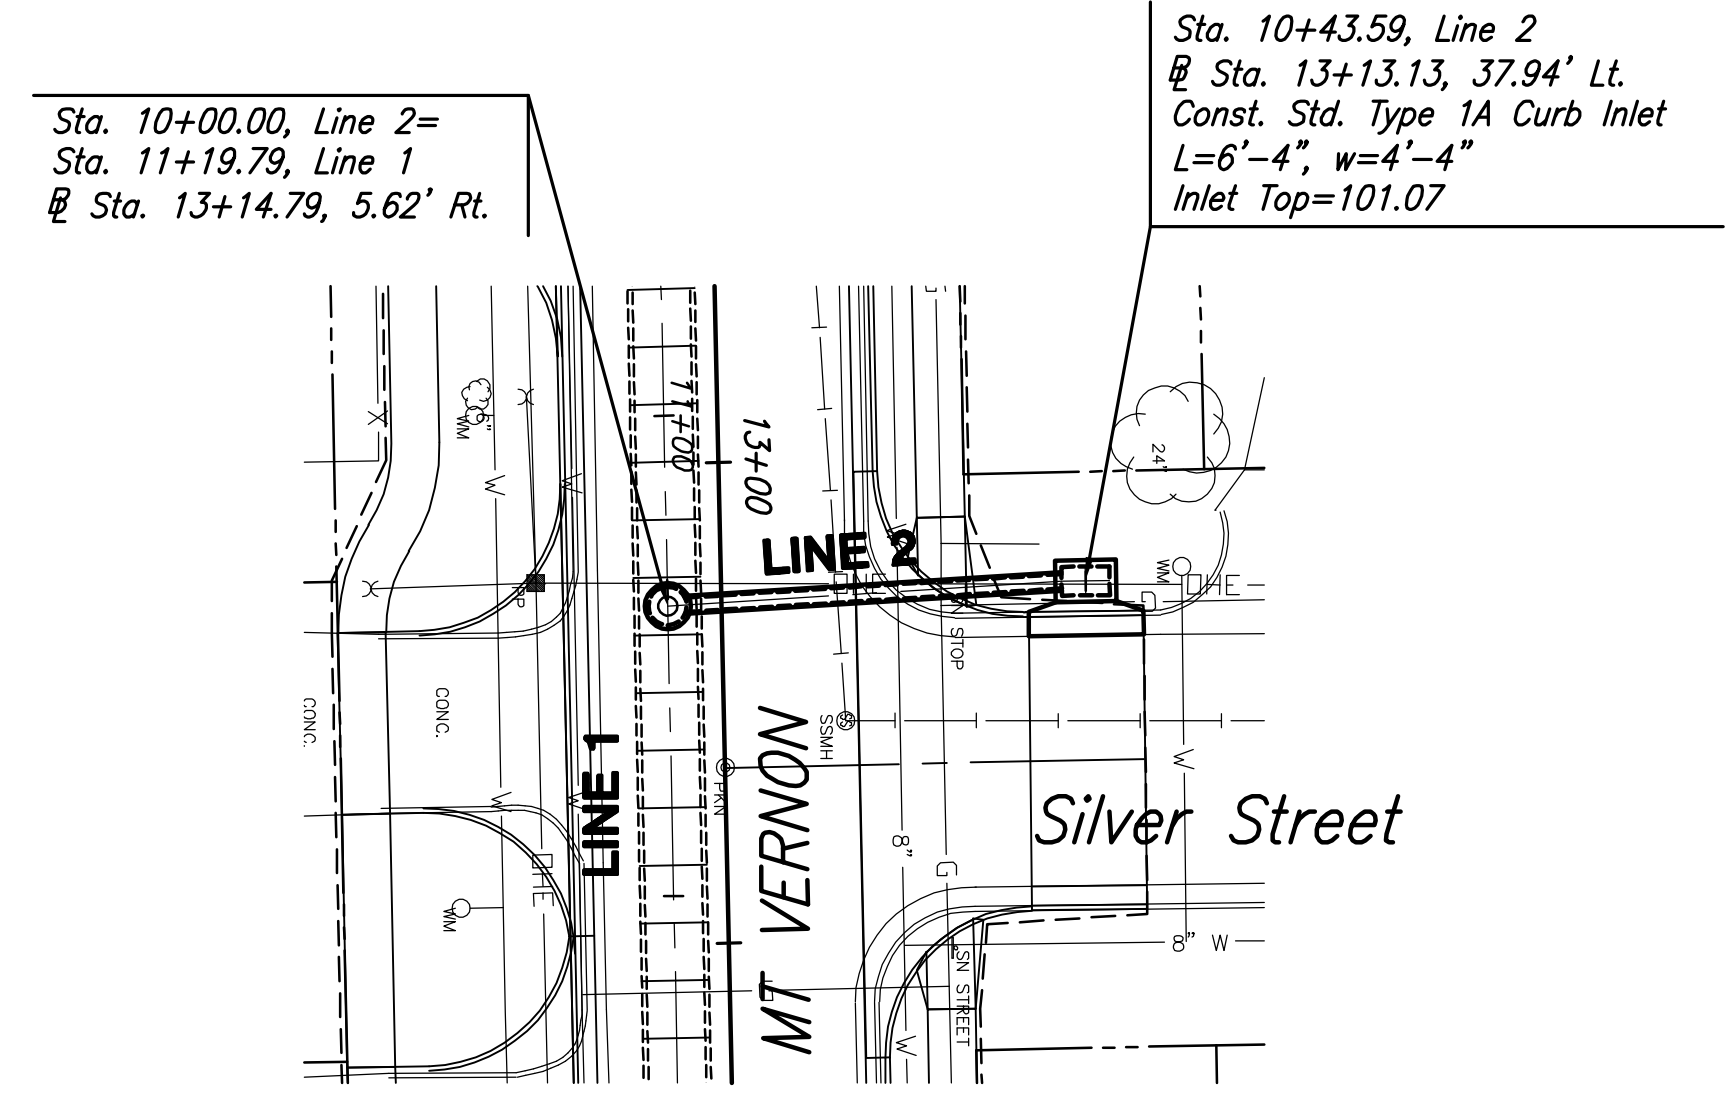 Sta. 10+43.59, Line 2
℄ Sta. 13+13.13, 37.94' Lt.
Const. Std. Type 1A Curb Inlet
L=6'-4", w=4'-4"
Inlet Top=101.07
Sta. 10+00.00, Line 2=
Sta. 11+19.79, Line 1
℄ Sta. 13+14.79, 5.62' Rt.
G
X
WM
6"
11+00
13+00
24"
W
W
LINE 2
OHE
WM
OHE
G
PP
STOP
CONC.
CONC.
SSMH
SS
LINE 1
W
W
W
PKN
MT VERNON
Silver Street
8"
G
OHE
WM
8" W
SN STREET
G
W